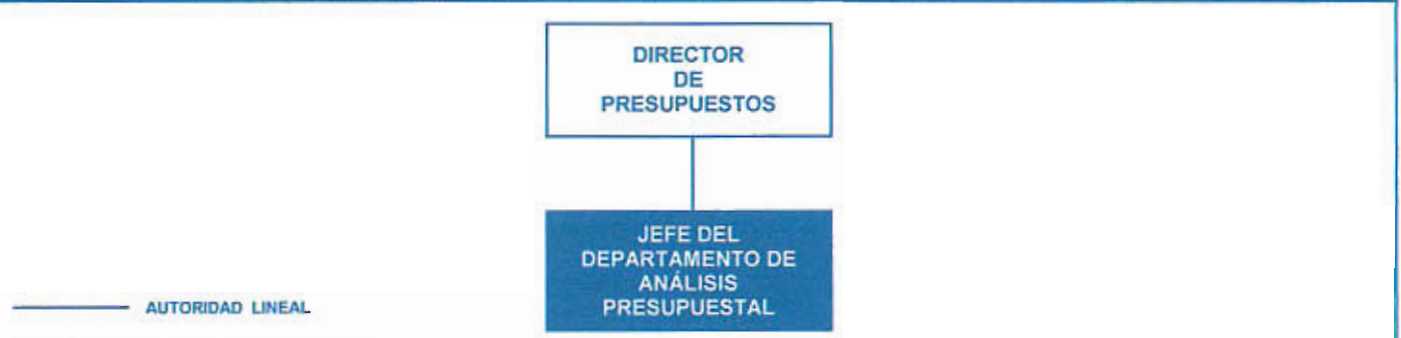 DIRECTOR
DE
PRESUPUESTOS
JEFE DEL
DEPARTAMENTO DE
ANÁLISIS
PRESUPUESTAL
AUTORIDAD LINEAL